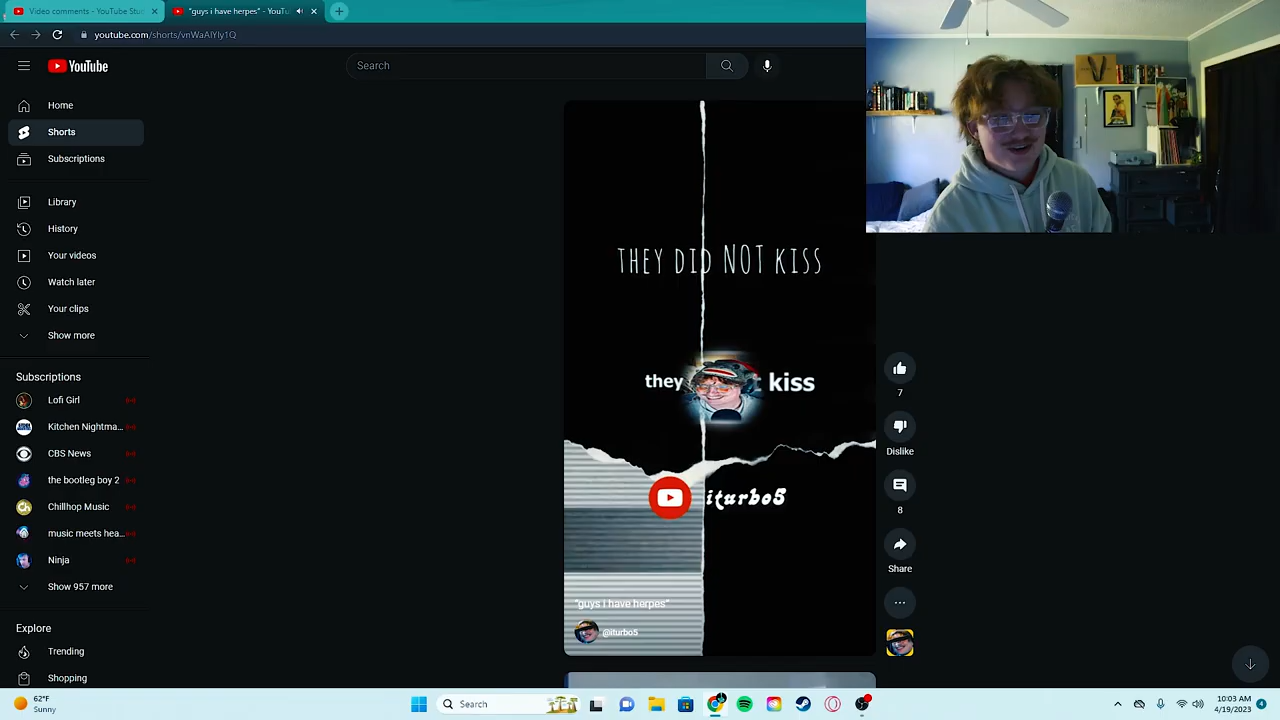 Video comments - YouTube Stu
"guys i have herpes" - YouTu
youtube.com/shorts/vnWaAIYly1Q
YouTube
Search
Home
Shorts
Subscriptions
Library
History
Your videos
Watch later
Your clips
Show more
Subscriptions
Lofi Girl
Kitchen Nightma...
CBS News
the bootleg boy 2
Chillhop Music
music meets hea...
Ninja
Show 957 more
Explore
Trending
Shopping
THEY DID NOT KISS
they
kiss
iturbo5
"guys i have herpes"
@iturbo5
7
Dislike
8
Share
62°F
Sunny
Search
10:03 AM
4/19/2023
4